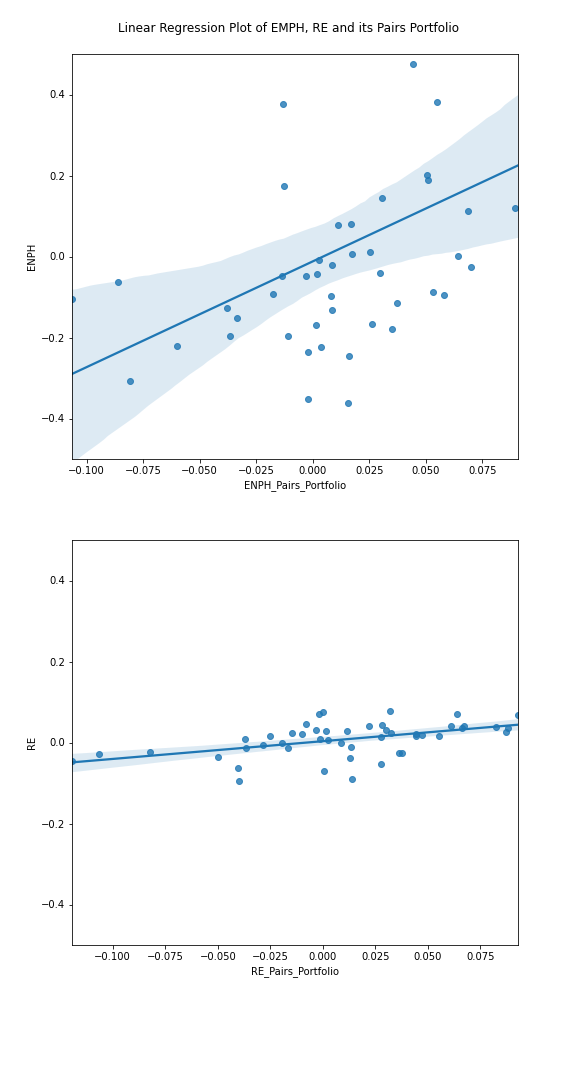 Linear Regression Plot of EMPH, RE and its Pairs Portfolio
0.4
0.2
0.0
−0.2
−0.4
ENPH
−0.100 −0.075 −0.050 −0.025 0.000 0.025 0.050 0.075
ENPH_Pairs_Portfolio
0.4
0.2
0.0
−0.2
−0.4
RE
−0.100 −0.075 −0.050 −0.025 0.000 0.025 0.050 0.075
RE_Pairs_Portfolio